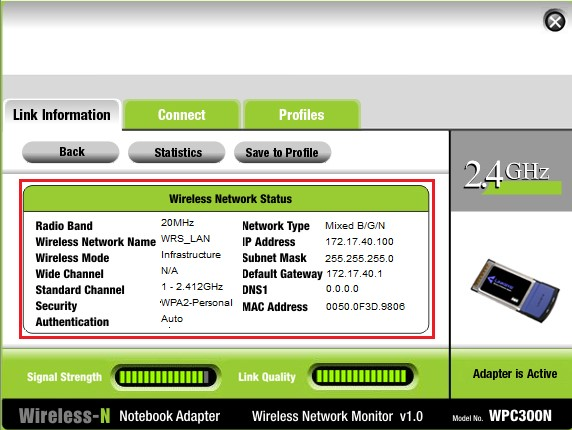 Link Information Connect Profiles
Back Statistics Save to Profile
2.4GHz
Wireless Network Status
Radio Band 20MHz Network Type Mixed B/G/N
Wireless Network Name WRS_LAN IP Address 172.17.40.100
Wireless Mode Infrastructure Subnet Mask 255.255.255.0
Wide Channel N/A Default Gateway 172.17.40.1
Standard Channel 1 - 2.412GHz DNS1 0.0.0.0
Security WPA2-Personal MAC Address 0050.0F3D.9806
Authentication Auto
Signal Strength Link Quality Adapter is Active
Wireless-N Notebook Adapter Wireless Network Monitor v1.0 Model No. WPC300N